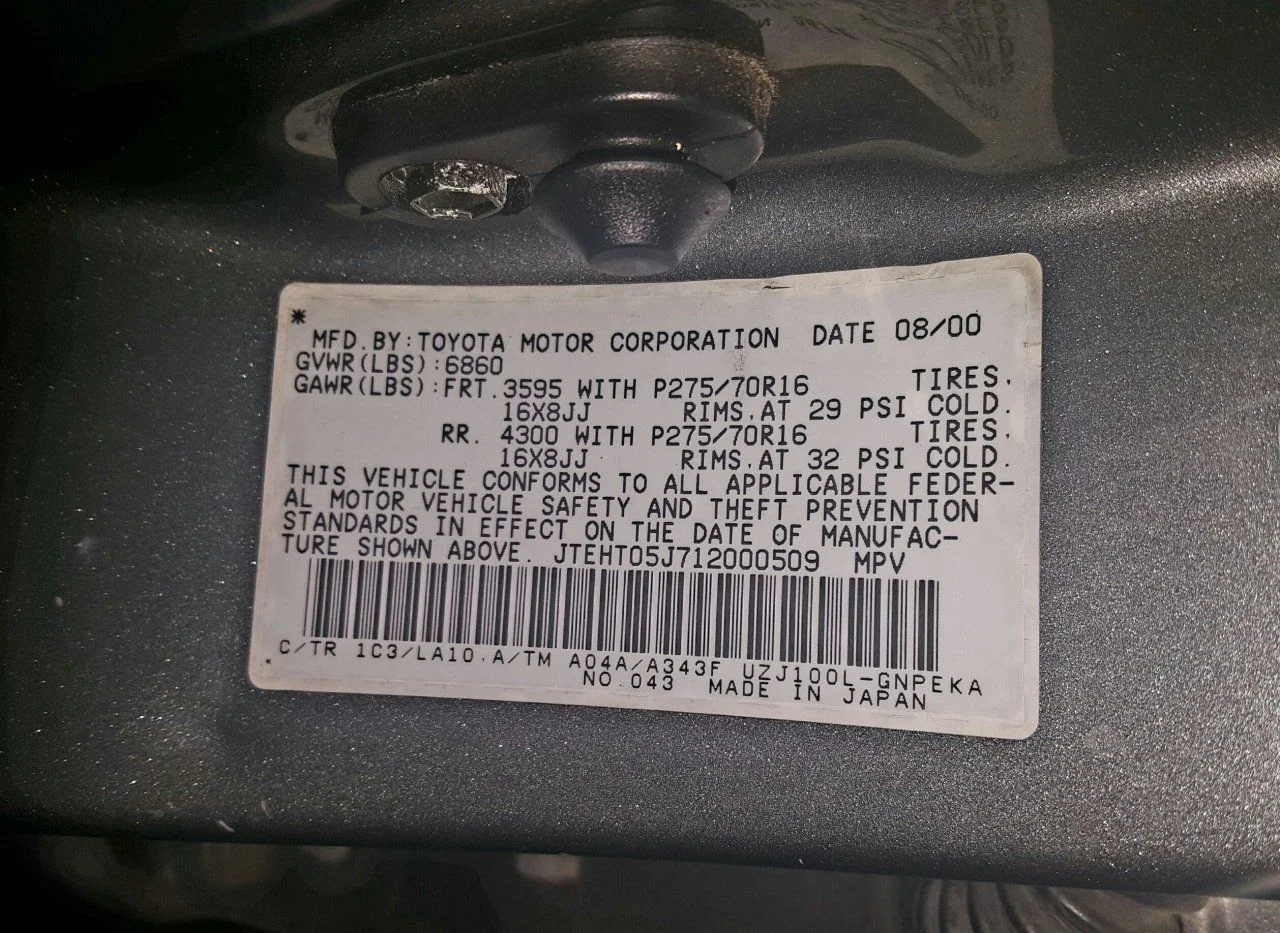 *
MFD.BY:TOYOTA MOTOR CORPORATION DATE 08/00
GVWR(LBS):6860
GAWR(LBS):FRT.3595 WITH P275/70R16 TIRES,
16X8JJ RIMS,AT 29 PSI COLD.
RR. 4300 WITH P275/70R16 TIRES,
16X8JJ RIMS,AT 32 PSI COLD.
THIS VEHICLE CONFORMS TO ALL APPLICABLE FEDER-
AL MOTOR VEHICLE SAFETY AND THEFT PREVENTION
STANDARDS IN EFFECT ON THE DATE OF MANUFAC-
TURE SHOWN ABOVE. JTEHT05J712000509 MPV
C/TR 1C3/LA10.A/TM A04A/A343F UZJ100L-GNPEKA
* NO.043 MADE IN JAPAN